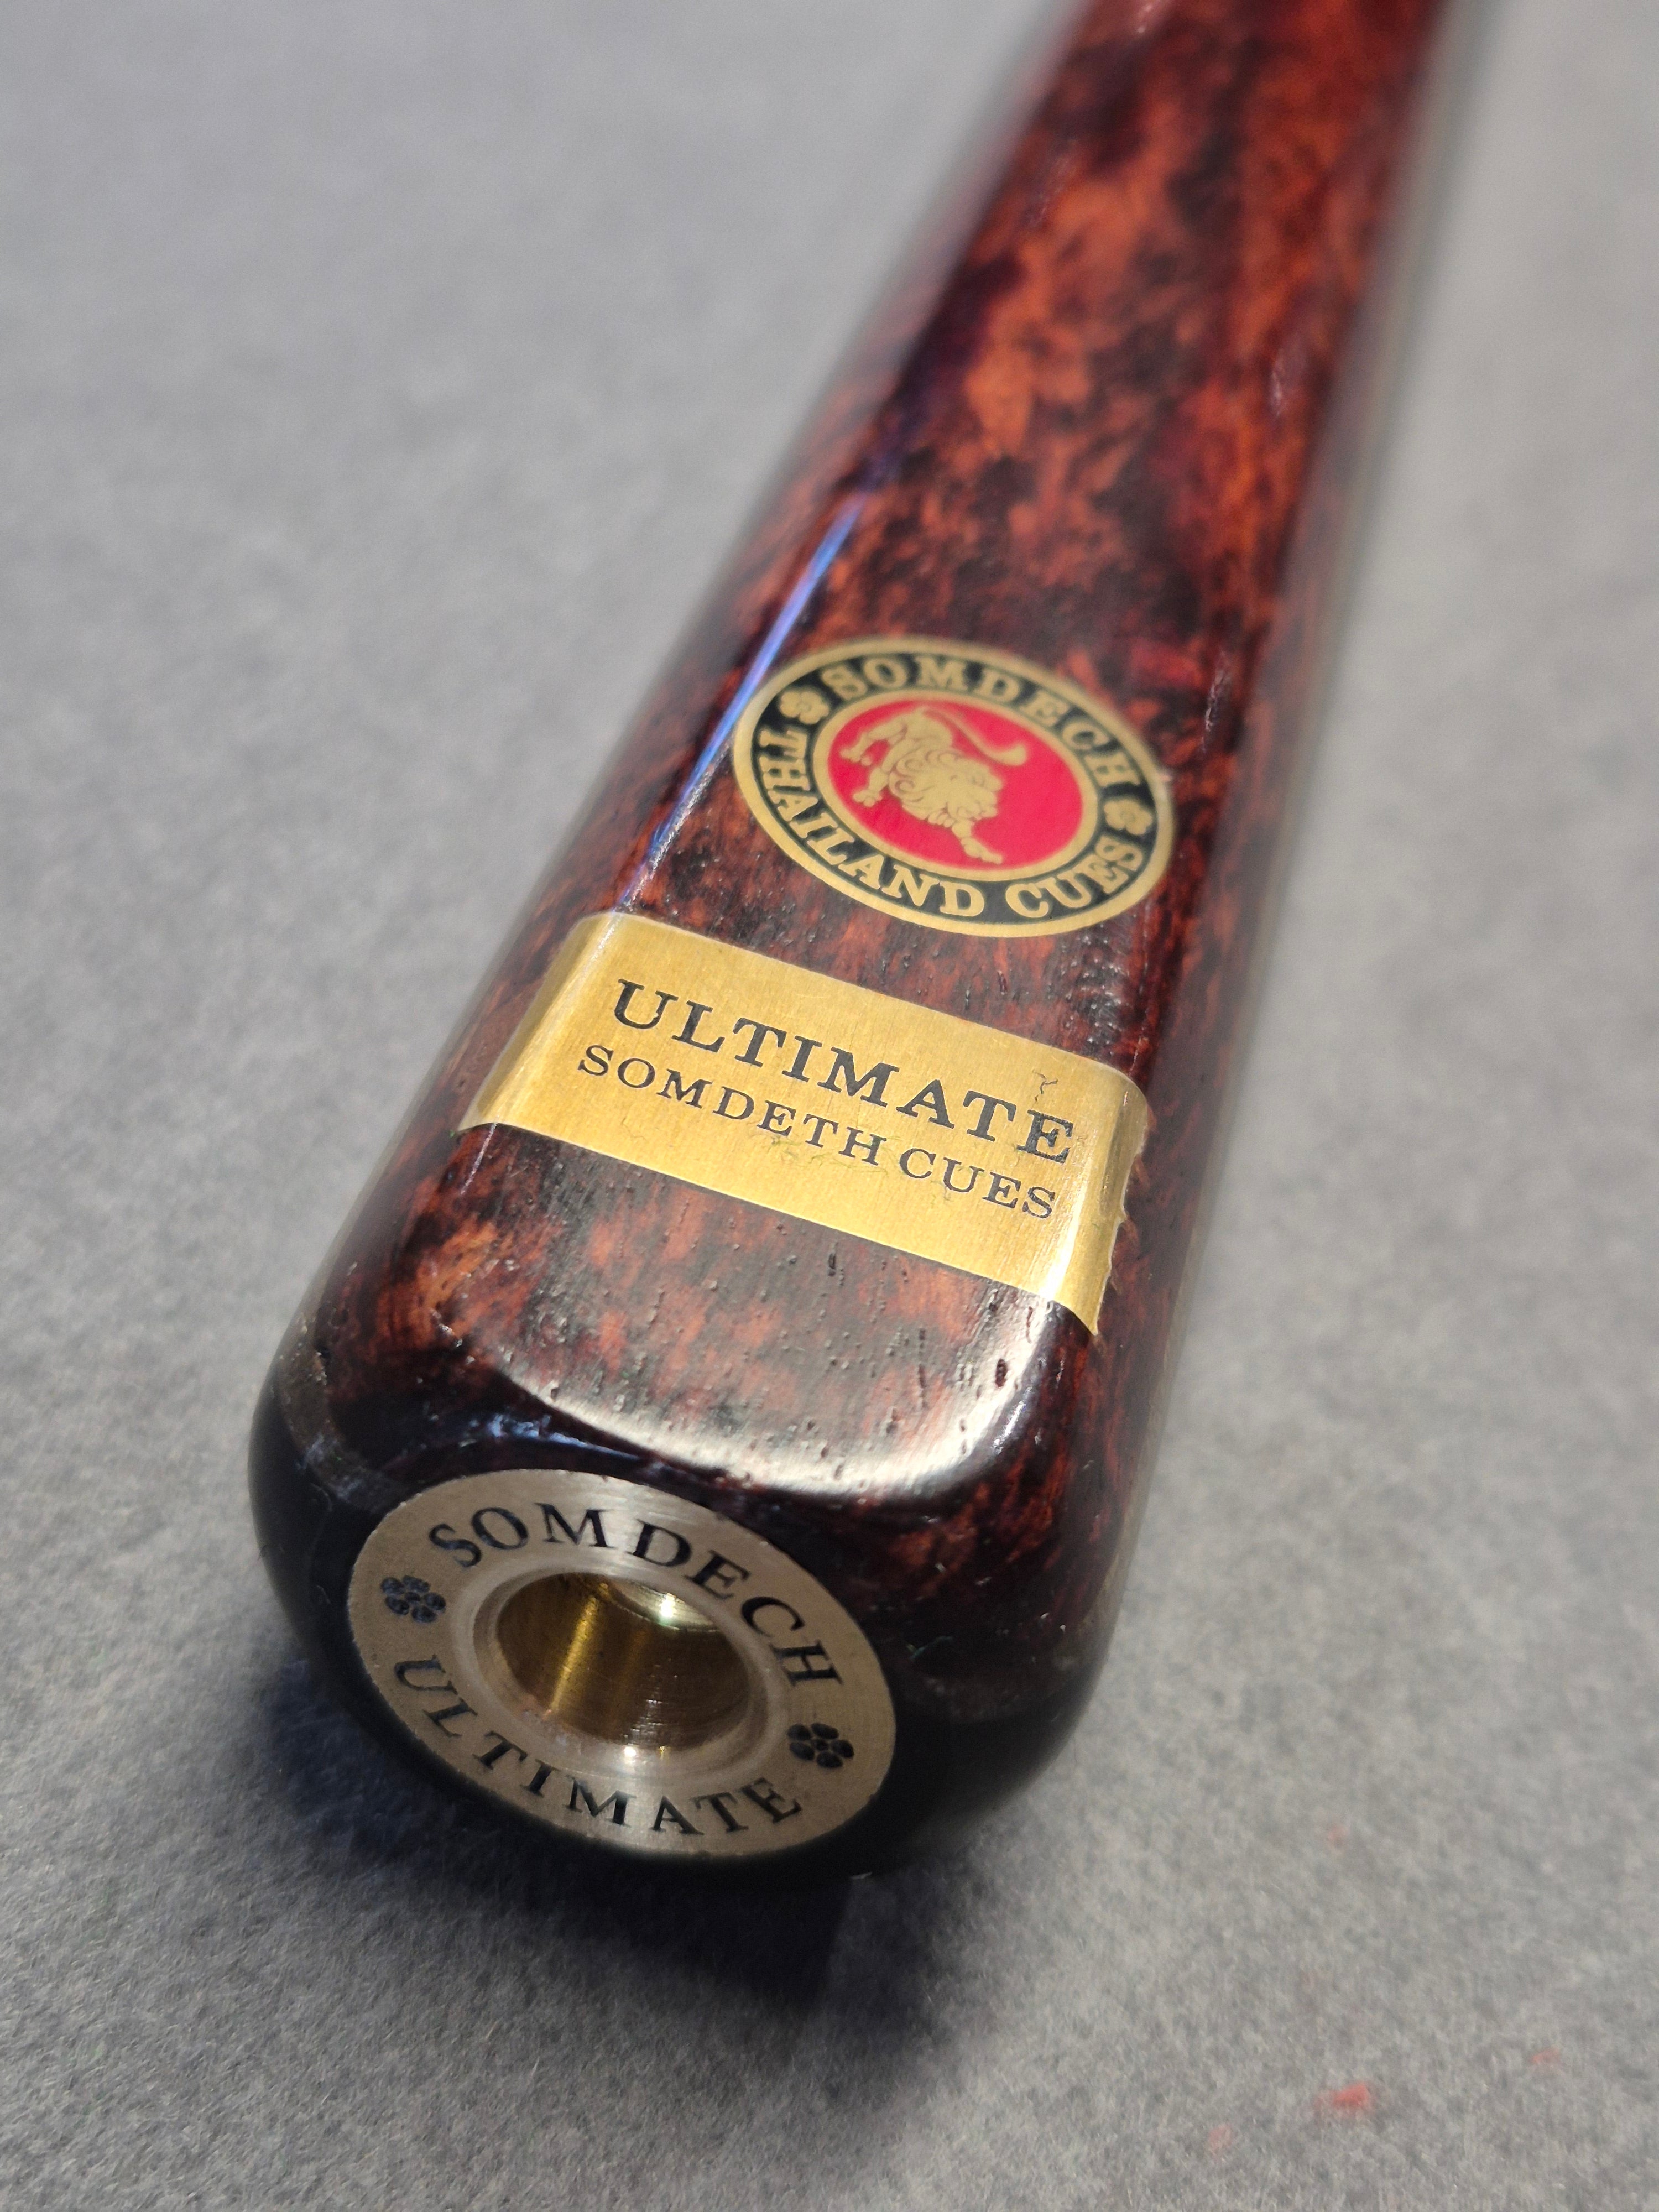 SOMDECH
THAILAND CUES
ULTIMATE
SOMDETH CUES
SOMDECH
ULTIMATE